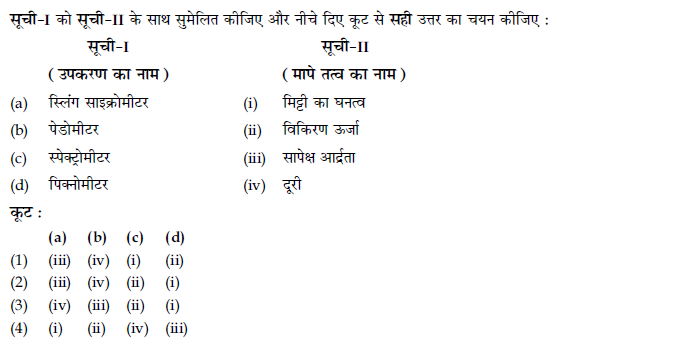 सूची-I को सूची-II के साथ सुमेलित कीजिए और नीचे दिए कूट से सही उत्तर का चयन कीजिए :
सूची-I सूची-II
( उपकरण का नाम ) ( मापे तत्व का नाम )
(a) स्लिंग साइक्रोमीटर (i) मिट्टी का घनत्व
(b) पेडोमीटर (ii) विकिरण ऊर्जा
(c) स्पेक्ट्रोमीटर (iii) सापेक्ष आर्द्रता
(d) पिक्नोमीटर (iv) दूरी
कूट :
(a) (b) (c) (d)
(1) (iii) (iv) (i) (ii)
(2) (iii) (iv) (ii) (i)
(3) (iv) (iii) (ii) (i)
(4) (i) (ii) (iv) (iii)